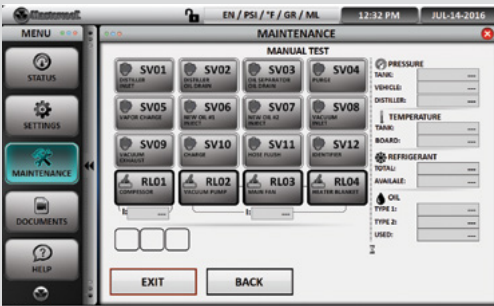 Mastercool
EN / PSI / °F / GR / ML
12:32 PM
JUL-14-2016
MENU
MAINTENANCE
MANUAL TEST
STATUS
SETTINGS
MAINTENANCE
DOCUMENTS
HELP
SV01
DISTILLER INLET
SV02
DISTILLER OIL DRAIN
SV03
OIL SEPARATOR OIL DRAIN
SV04
PURGE
SV05
VAPOR CHARGE
SV06
NEW OIL #1 INJECT
SV07
NEW OIL #2 INJECT
SV08
VACUUM INLET
SV09
VACUUM EXHAUST
SV10
CHARGE
SV11
HOSE FLUSH
SV12
IDENTIFIER
RL01
COMPRESSOR
RL02
VACUUM PUMP
RL03
MAIN FAN
RL04
HEATER BLANKET
I:
---
I:
---
PRESSURE
TANK:
---
VEHICLE:
---
DISTILLER:
---
TEMPERATURE
TANK:
---
BOARD:
---
REFRIGERANT
TOTAL:
---
AVAILALE:
---
OIL
TYPE 1:
---
TYPE 2:
---
USED:
---
EXIT
BACK